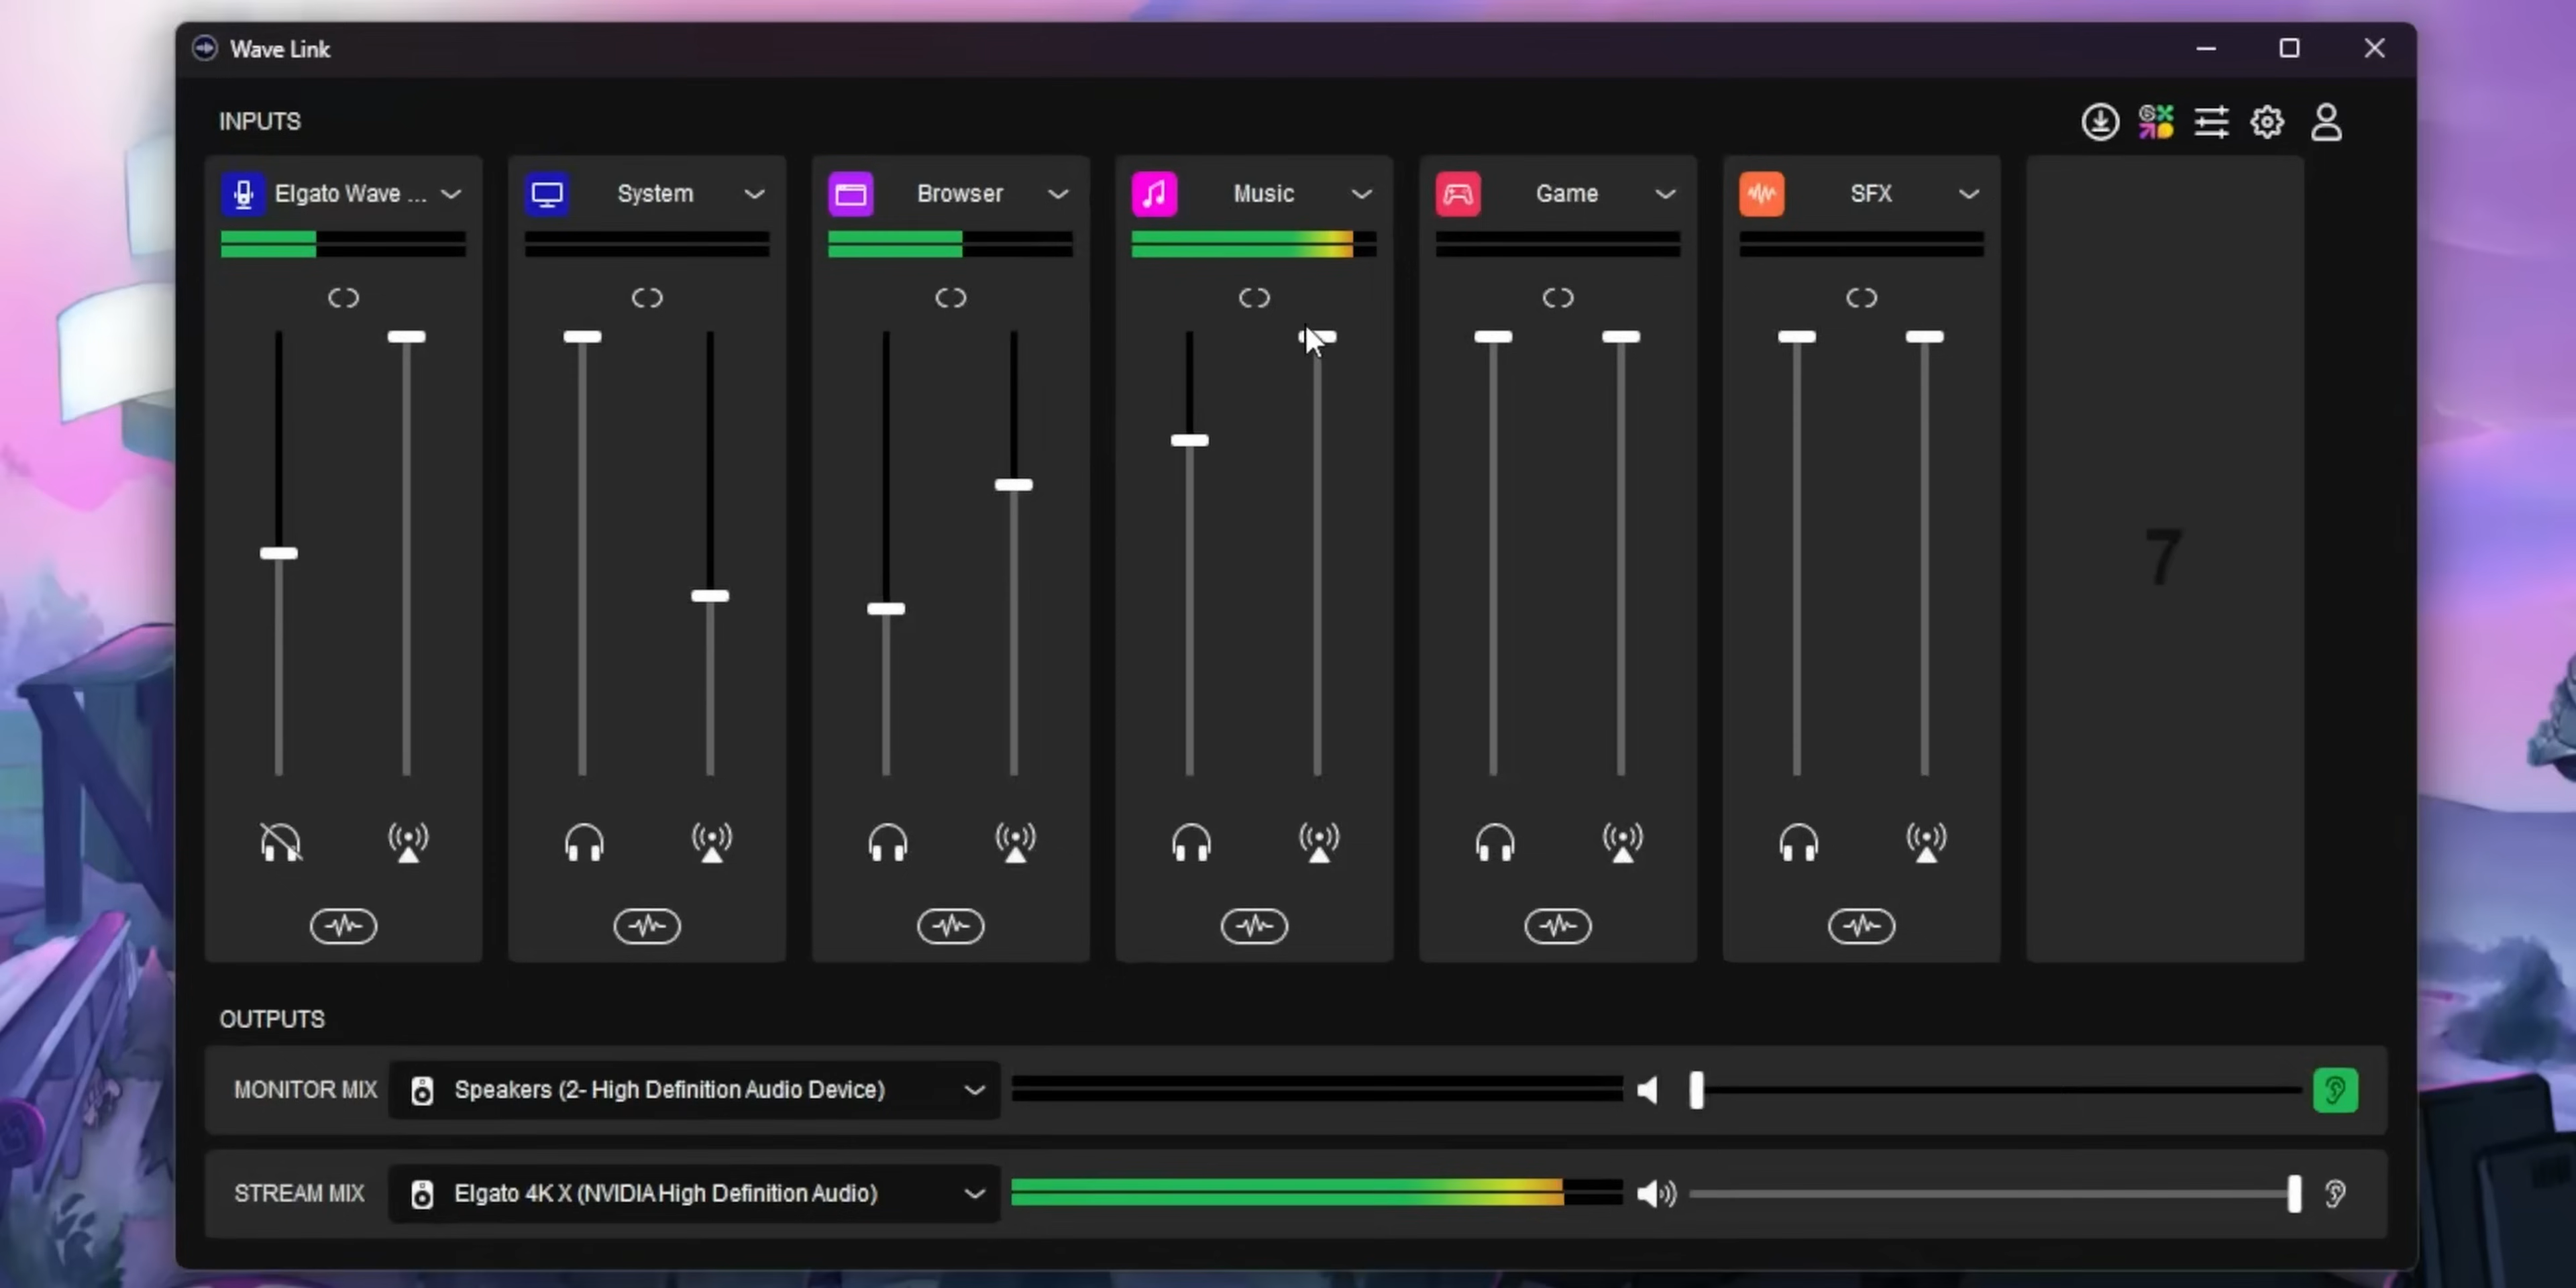 Wave Link
INPUTS
Elgato Wave ...
System
Browser
Music
Game
SFX
7
OUTPUTS
MONITOR MIX
Speakers (2- High Definition Audio Device)
STREAM MIX
Elgato 4K X (NVIDIA High Definition Audio)